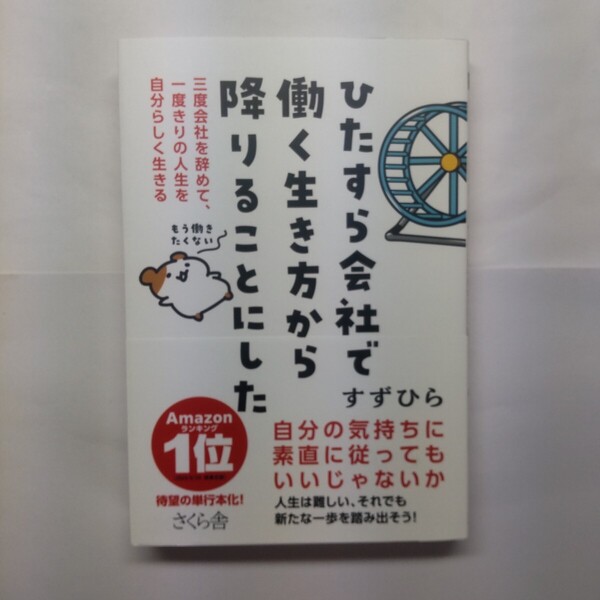 ひたすら会社で
働く生き方から
降りることにした
三度会社を辞めて、
一度きりの人生を
自分らしく生きる
もう働き
たくない
すずひら
Amazon
ランキング
1位
待望の単行本化!
さくら舎
自分の気持ちに
素直に従っても
いいじゃないか
人生は難しい、それでも
新たな一歩を踏み出そう!